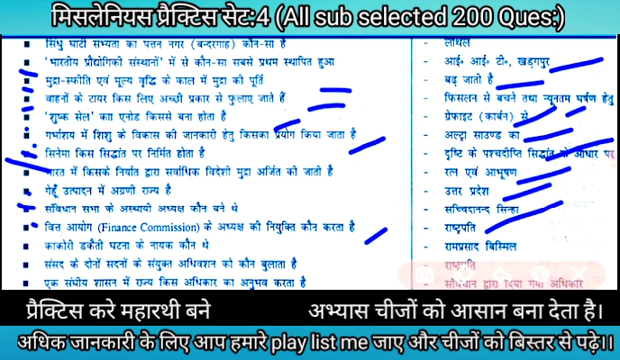 मिसलेनियस प्रैक्टिस सेट:4 (All sub selected 200 Ques:)
सिंधु घाटी सभ्यता का पत्तन नगर (बन्दरगाह) कौन-सा है - लोथल
'भारतीय प्रौद्योगिकी संस्थानों' में से कौन-सा सबसे प्रथम स्थापित हुआ - आई॰ आई॰ टी॰, खड़गपुर
मुद्रा-स्फीति एवं मूल्य वृद्धि के काल में मुद्रा की पूर्ति - बढ़ जाती है
वाहनों के टायर किस लिए अच्छी प्रकार से फुलाए जाते हैं - फिसलन से बचने तथा न्यूनतम घर्षण हेतु
'शुष्क सेल' का एनोड किससे बना होता है - ग्रेफाइट (कार्बन) से
गर्भाशय में शिशु के विकास की जानकारी हेतु किसका प्रयोग किया जाता है - अल्ट्रा साउण्ड का
सिनेमा किस सिद्धांत पर निर्मित होता है - दृष्टि के पश्चदीप्ति सिद्धांत के आधार पर
भारत में किसके निर्यात द्वारा सर्वाधिक विदेशी मुद्रा अर्जित की जाती है - रत्न एवं आभूषण
गेहूँ उत्पादन में अग्रणी राज्य है - उत्तर प्रदेश
संविधान सभा के अस्थायी अध्यक्ष कौन बने थे - सच्चिदानन्द सिन्हा
वित्त आयोग (Finance Commission) के अध्यक्ष की नियुक्ति कौन करता है - राष्ट्रपति
काकोरी डकैती घटना के नायक कौन थे - रामप्रसाद बिस्मिल
संसद के दोनों सदनों के संयुक्त अधिवेशन को कौन बुलाता है - राष्ट्रपति
एक संघीय शासन में राज्य किस अधिकार का अनुभव करता है - संविधान द्वारा दिया गया अधिकार
प्रैक्टिस करे महारथी बने अभ्यास चीजों को आसान बना देता है।
अधिक जानकारी के लिए आप हमारे play list me जाए और चीजों को बिस्तर से पढ़े।।